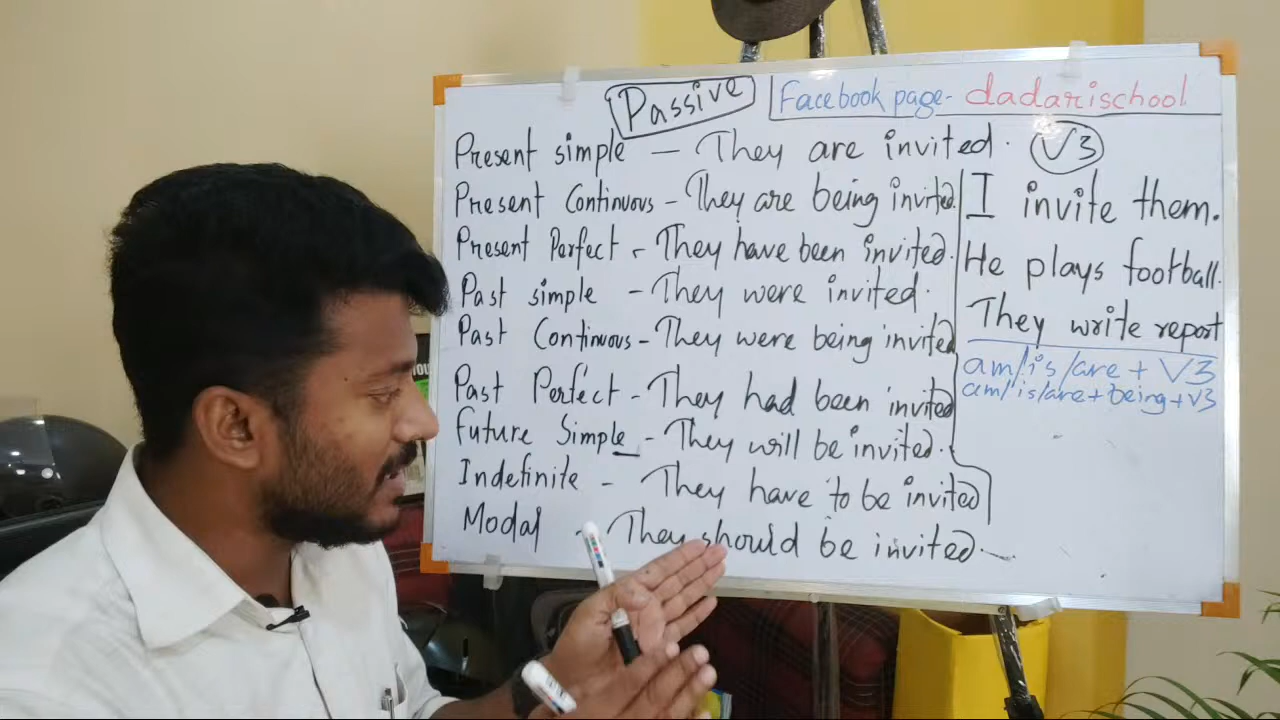 Passive
Facebook page- dadarischool
Present simple — They are invited. V3
Present Continuous - They are being invited.
Present Perfect - They have been invited.
Past simple - They were invited.
Past Continuous - They were being invited
Past Perfect - They had been invited
Future Simple - They will be invited.
Indefinite - They have to be invited
Modal - They should be invited.
I invite them.
He plays football.
They write report
am/is/are + V3
am/is/are+being+V3